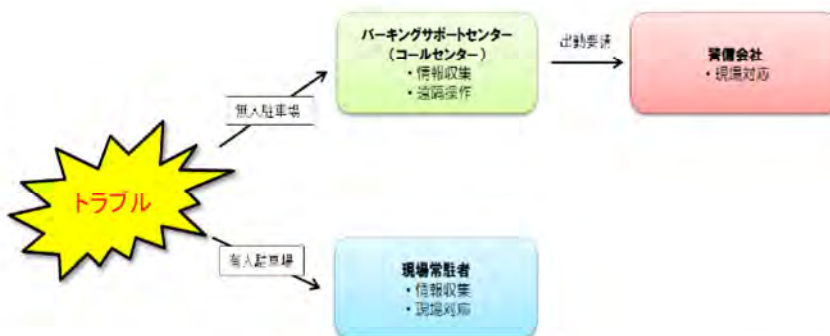 パーキングサポートセンター
（コールセンター）
・情報収集
・遠隔操作
出動要請
警備会社
・現場対応
無人駐車場
トラブル
有人駐車場
現場常駐者
・情報収集
・現場対応